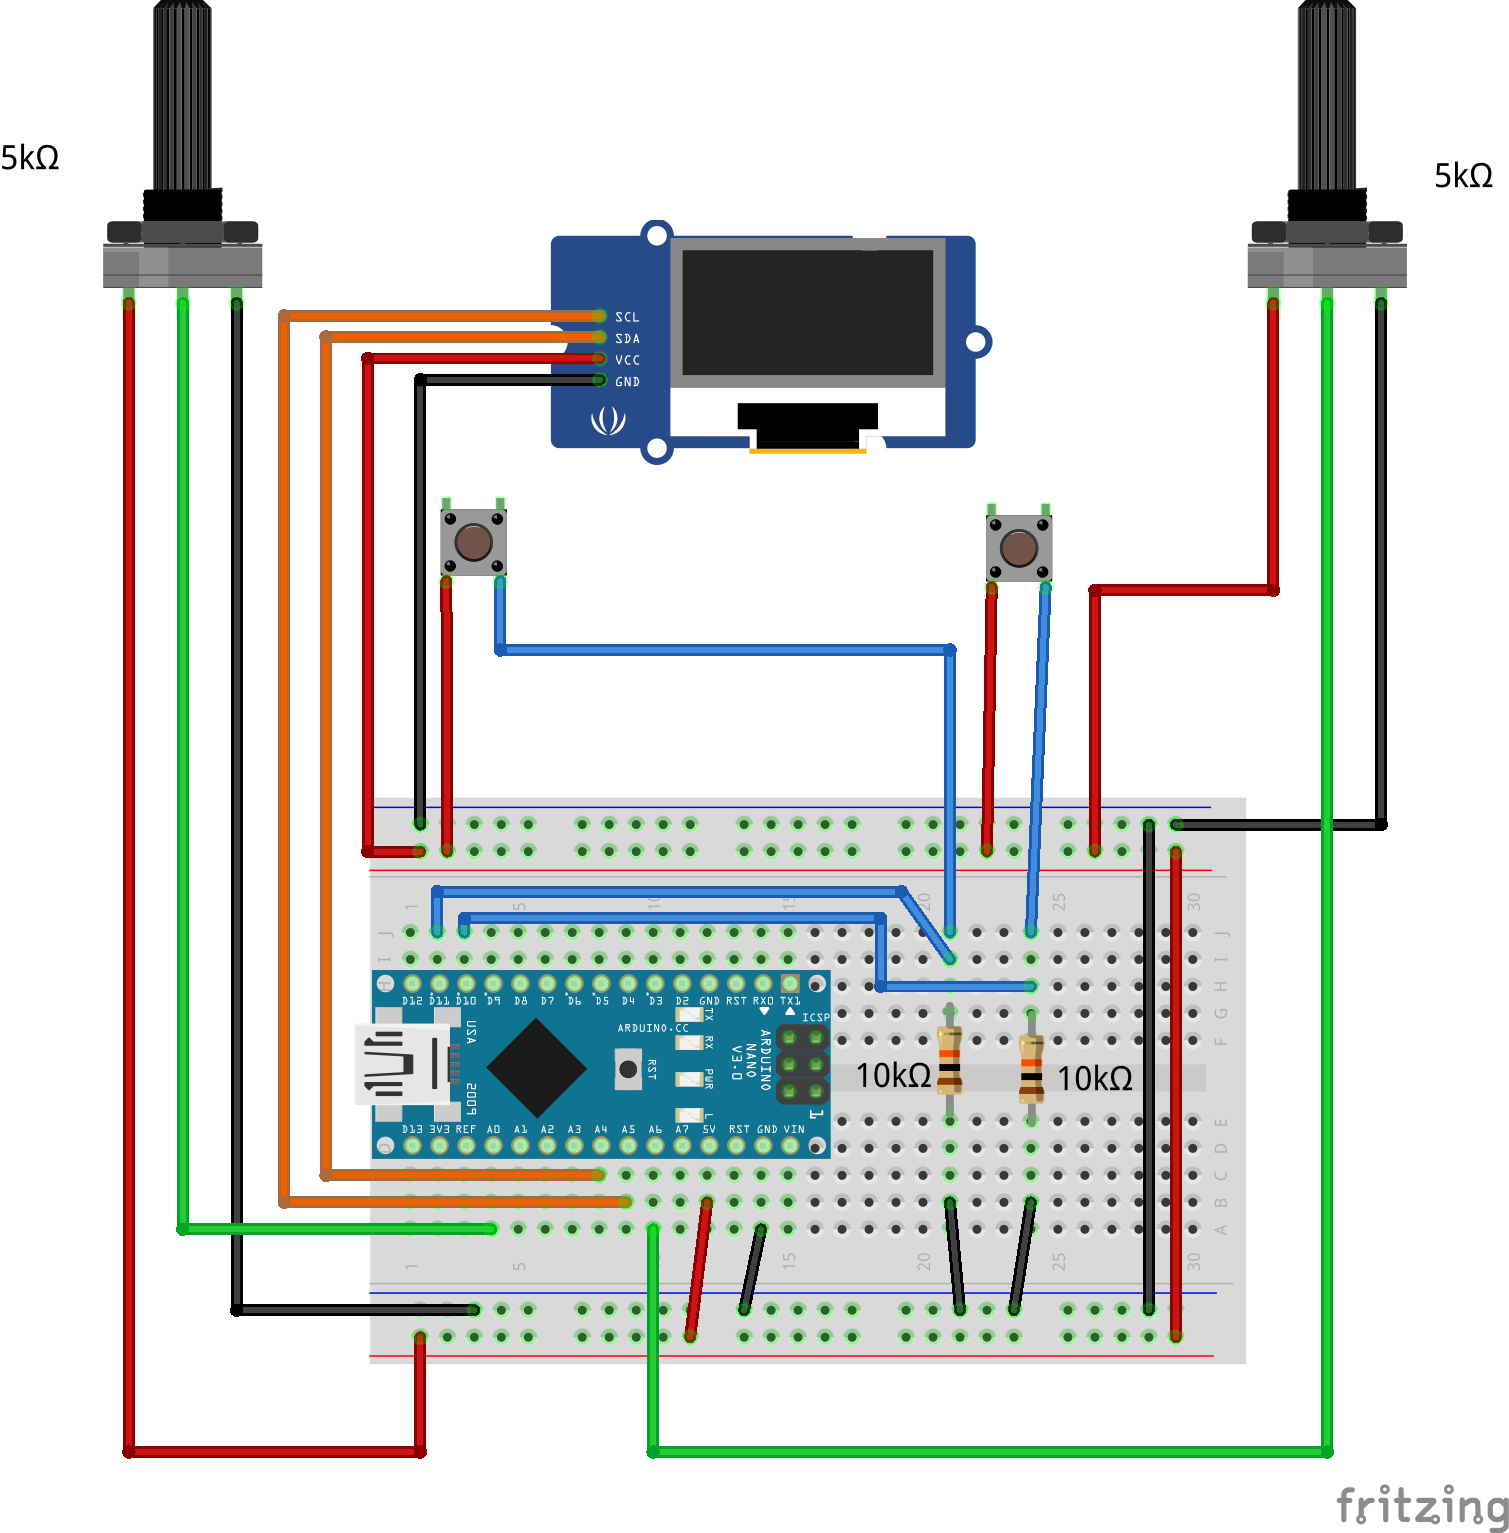 5kΩ
5kΩ
SCL
SDA
VCC
GND
1 5 10 15 20 25 30
J J
I I
H H
G
F
D12 D11 D10 D9 D8 D7 D6 D5 D4 D3 D2 GND RST RX0 TX1
TX
RX
PWR
L
ICSP
1
ARDUINO.CC
RST
ARDUINO
NANO
V3.0
USA
10kΩ
10kΩ
D13 3V3 REF A0 A1 A2 A3 A4 A5 A6 A7 5V RST GND VIN
E
D
C
B
A
1 5 15 20 25 30
fritzing